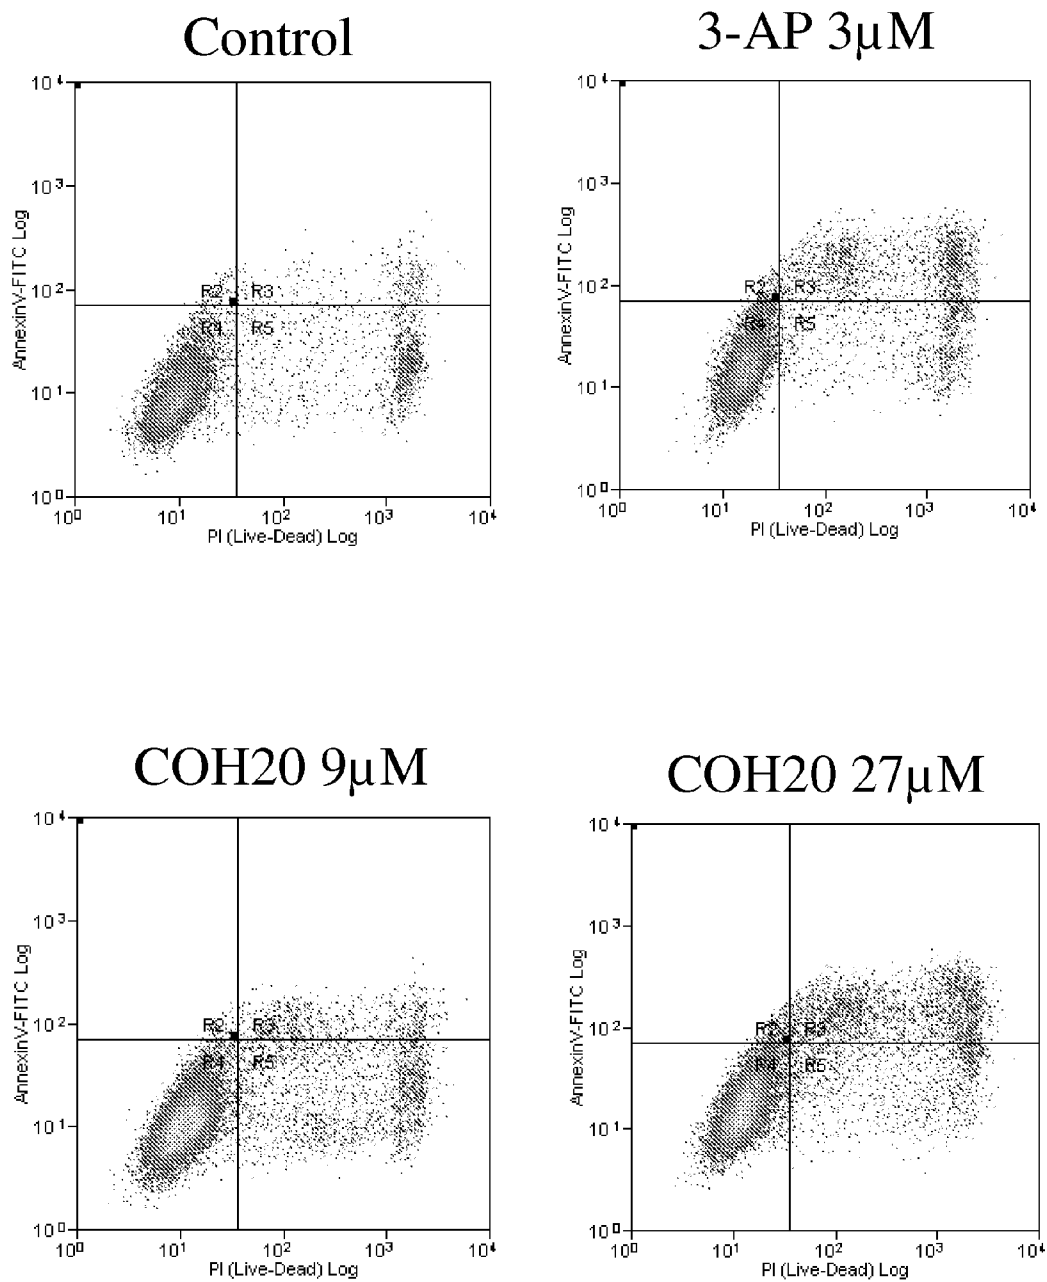 Control
3-AP 3µM
10⁴
10³
10²
10¹
10⁰
AnnexinV-FITC Log
R2 R3
R4 R5
10⁰ 10¹ 10² 10³ 10⁴
PI (Live-Dead) Log
10⁴
10³
10²
10¹
10⁰
AnnexinV-FITC Log
R2 R3
R4 R5
10⁰ 10¹ 10² 10³ 10⁴
PI (Live-Dead) Log
COH20 9µM
COH20 27µM
10⁴
10³
10²
10¹
10⁰
AnnexinV-FITC Log
R2 R3
R4 R5
10⁰ 10¹ 10² 10³ 10⁴
PI (Live-Dead) Log
10⁴
10³
10²
10¹
10⁰
AnnexinV-FITC Log
R2 R3
R4 R5
10⁰ 10¹ 10² 10³ 10⁴
PI (Live-Dead) Log